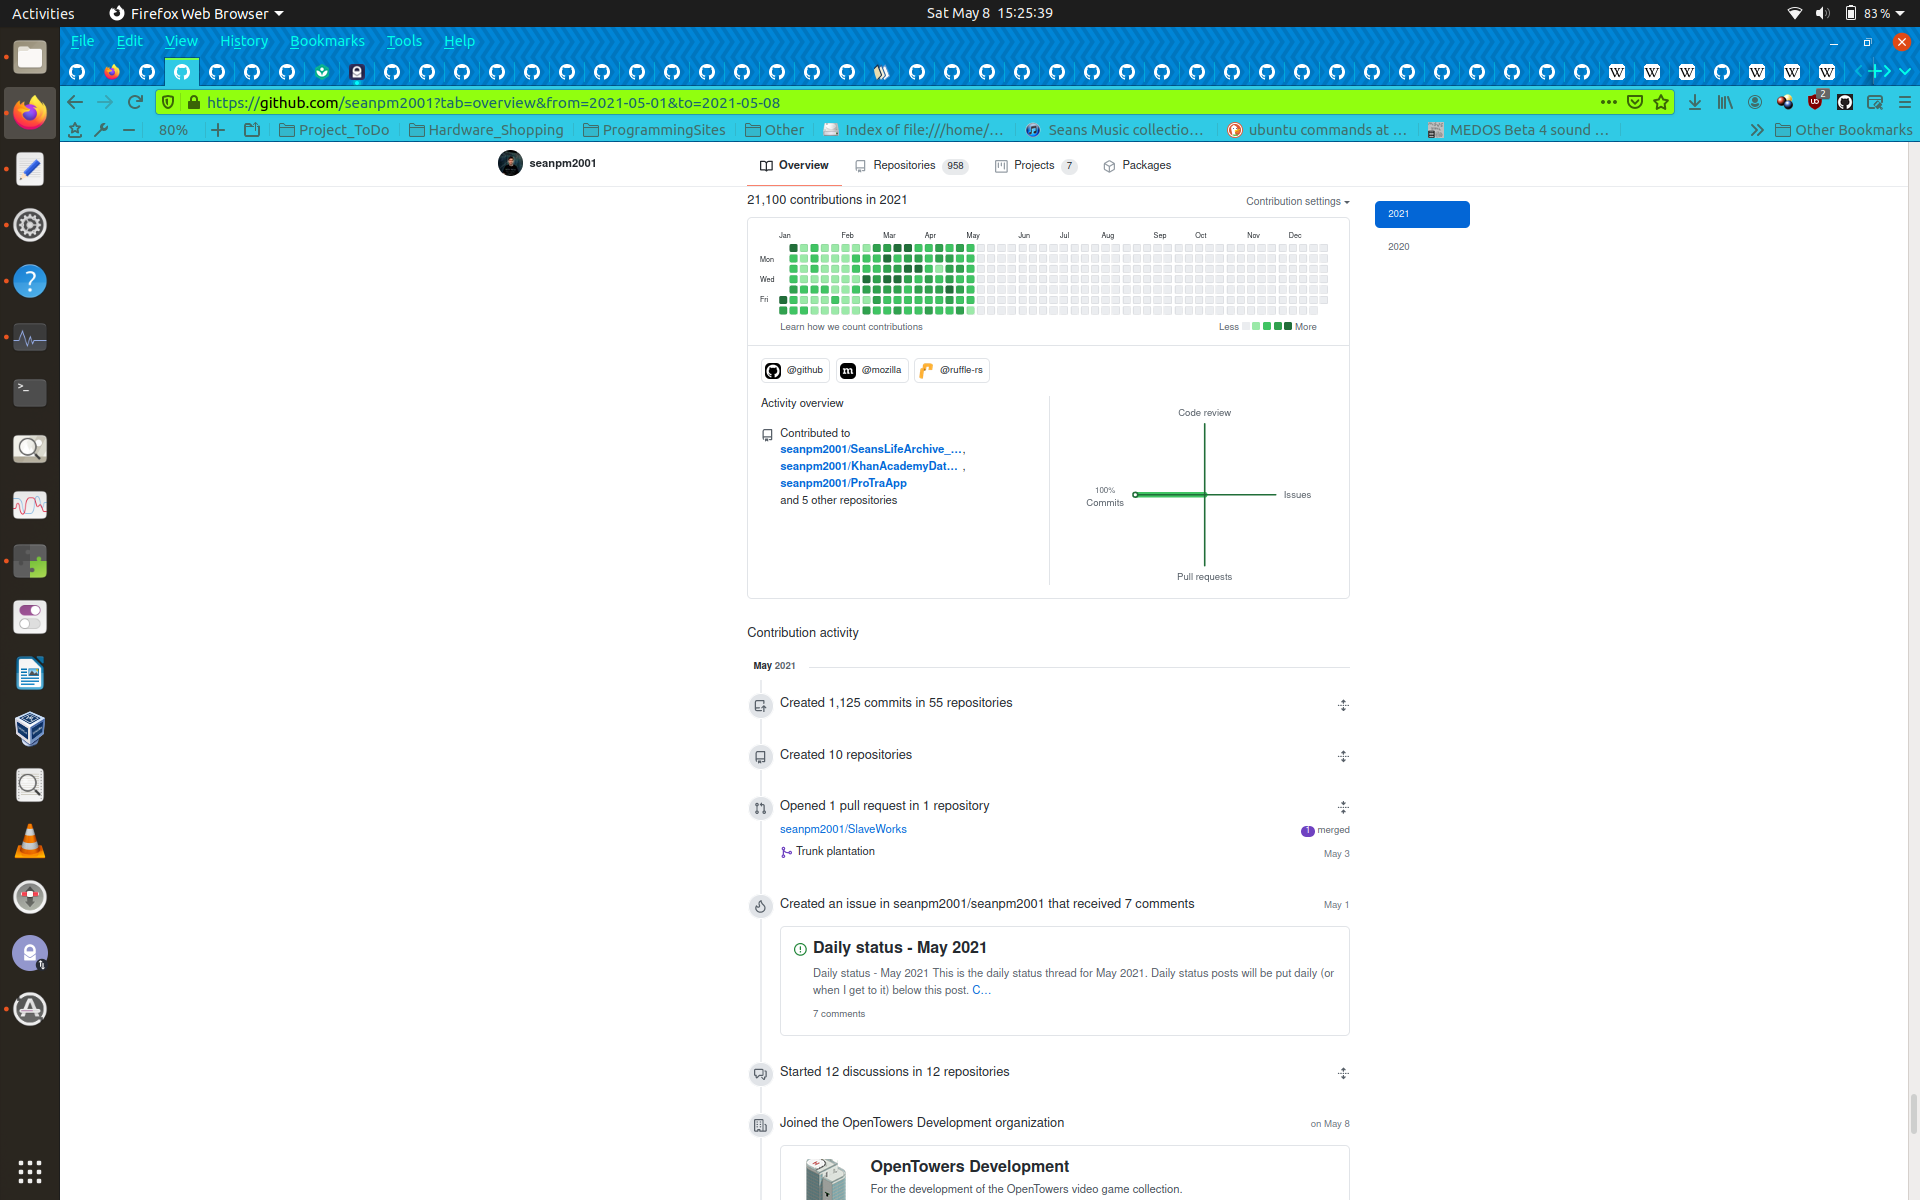 Activities Firefox Web Browser Sat May 8 15:25:39 83 %
File Edit View History Bookmarks Tools Help
https://github.com/seanpm2001?tab=overview&from=2021-05-01&to=2021-05-08 2
80% Project_ToDo Hardware_Shopping ProgrammingSites Other Index of file:///home/... Seans Music collectio... ubuntu commands at ... MEDOS Beta 4 sound ... Other Bookmarks
seanpm2001 Overview Repositories 958 Projects 7 Packages
21,100 contributions in 2021 Contribution settings 2021
2020
Jan Feb Mar Apr May Jun Jul Aug Sep Oct Nov Dec
Mon
Wed
Fri
Learn how we count contributions Less More
@github @mozilla @ruffle-rs
Activity overview
Contributed to
seanpm2001/SeansLifeArchive_...,
seanpm2001/KhanAcademyDat... ,
seanpm2001/ProTraApp
and 5 other repositories
Code review
100%
Commits
Issues
Pull requests
Contribution activity
May 2021
Created 1,125 commits in 55 repositories
Created 10 repositories
Opened 1 pull request in 1 repository
seanpm2001/SlaveWorks 1 merged
Trunk plantation May 3
Created an issue in seanpm2001/seanpm2001 that received 7 comments May 1
Daily status - May 2021
Daily status - May 2021 This is the daily status thread for May 2021. Daily status posts will be put daily (or
when I get to it) below this post. C...
7 comments
Started 12 discussions in 12 repositories
Joined the OpenTowers Development organization on May 8
OpenTowers Development
For the development of the OpenTowers video game collection.